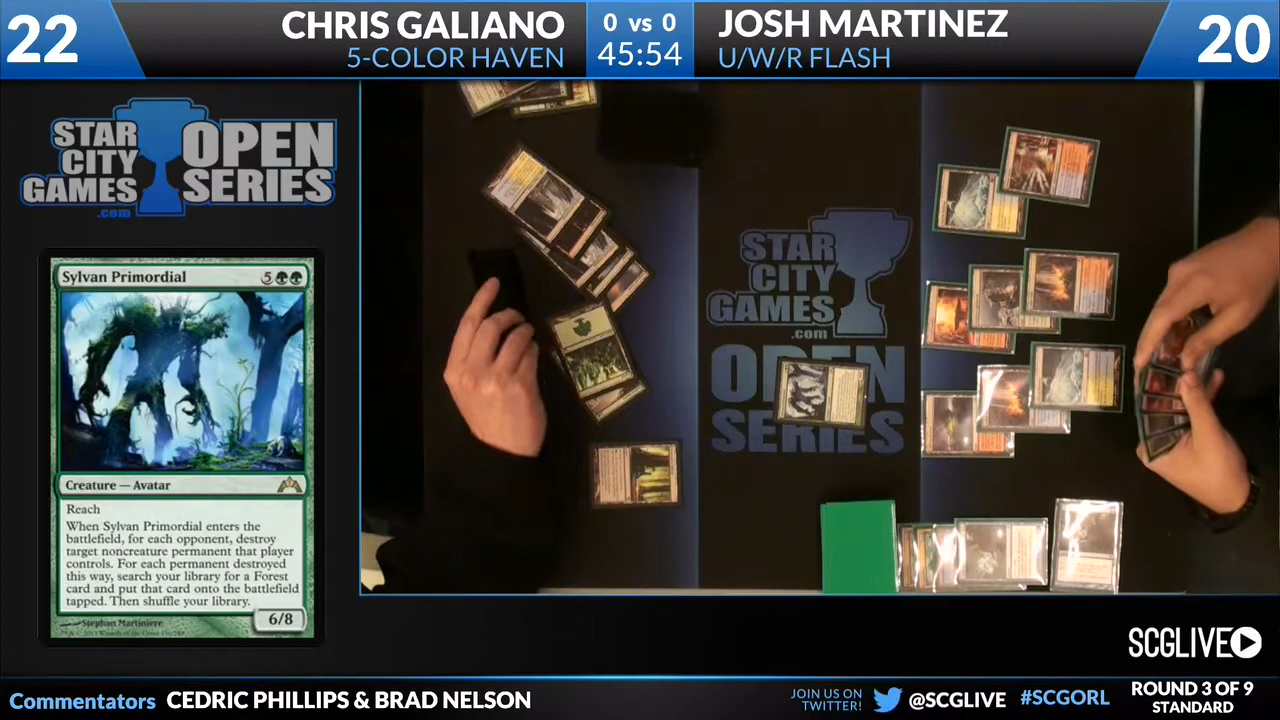 22
CHRIS GALIANO
5-COLOR HAVEN
0 vs 0
45:54
JOSH MARTINEZ
U/W/R FLASH
20
STAR
CITY
GAMES
.com
OPEN
SERIES
Sylvan Primordial 5
Creature — Avatar
Reach
When Sylvan Primordial enters the
battlefield, for each opponent, destroy
target noncreature permanent that player
controls. For each permanent destroyed
this way, search your library for a Forest
card and put that card onto the battlefield
tapped. Then shuffle your library.
6/8
Stephan Martiniere
STAR
CITY
GAMES
.com
OPEN
SERIES
SCGLIVE
Commentators CEDRIC PHILLIPS & BRAD NELSON
JOIN US ON
TWITTER!
@SCGLIVE
#SCGORL
ROUND 3 OF 9
STANDARD